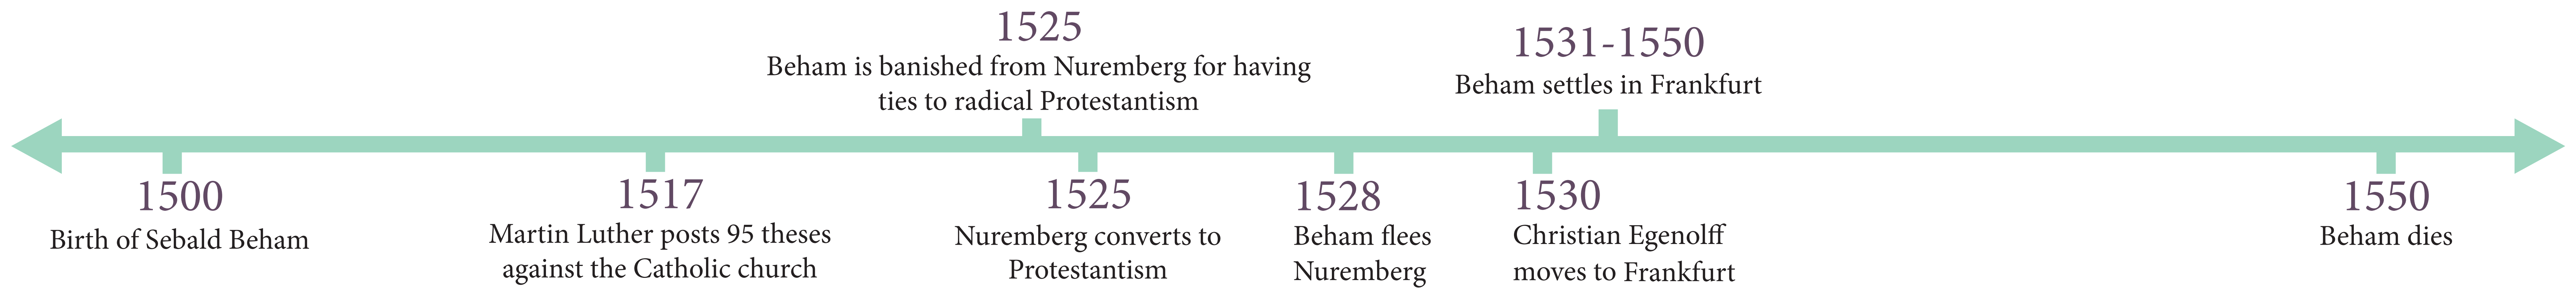 1500
Birth of Sebald Beham
1517
Martin Luther posts 95 theses
against the Catholic church
1525
Beham is banished from Nuremberg for having
ties to radical Protestantism
1525
Nuremberg converts to
Protestantism
1528
Beham flees
Nuremberg
1530
Christian Egenolff
moves to Frankfurt
1531-1550
Beham settles in Frankfurt
1550
Beham dies